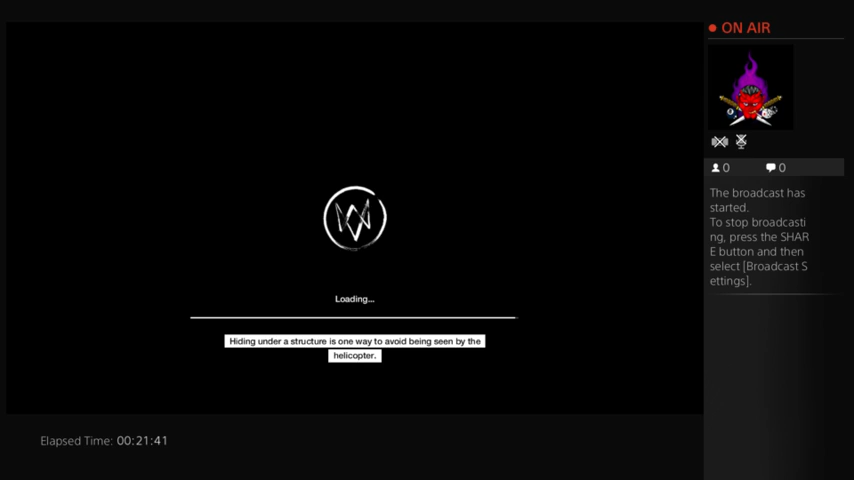 ON AIR
0 0
The broadcast has
started.
To stop broadcasti
ng, press the SHAR
E button and then
select [Broadcast S
ettings].
Loading...
Hiding under a structure is one way to avoid being seen by the
helicopter.
Elapsed Time: 00:21:41